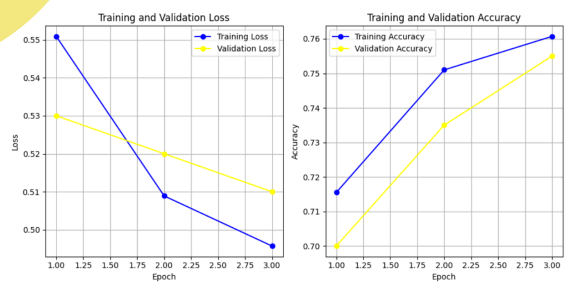 Training and Validation Loss
Training Loss
Validation Loss
0.55
0.54
0.53
0.52
0.51
0.50
Loss
1.00 1.25 1.50 1.75 2.00 2.25 2.50 2.75 3.00
Epoch
Training and Validation Accuracy
Training Accuracy
Validation Accuracy
0.76
0.75
0.74
0.73
0.72
0.71
0.70
Accuracy
1.00 1.25 1.50 1.75 2.00 2.25 2.50 2.75 3.00
Epoch